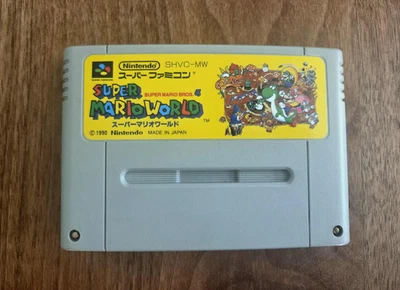 Nintendo SHVC-MW
スーパーファミコン
SUPER MARIO BROS. 4
SUPER
MARIO WORLD
TM
スーパーマリオワールド
© 1990 Nintendo MADE IN JAPAN